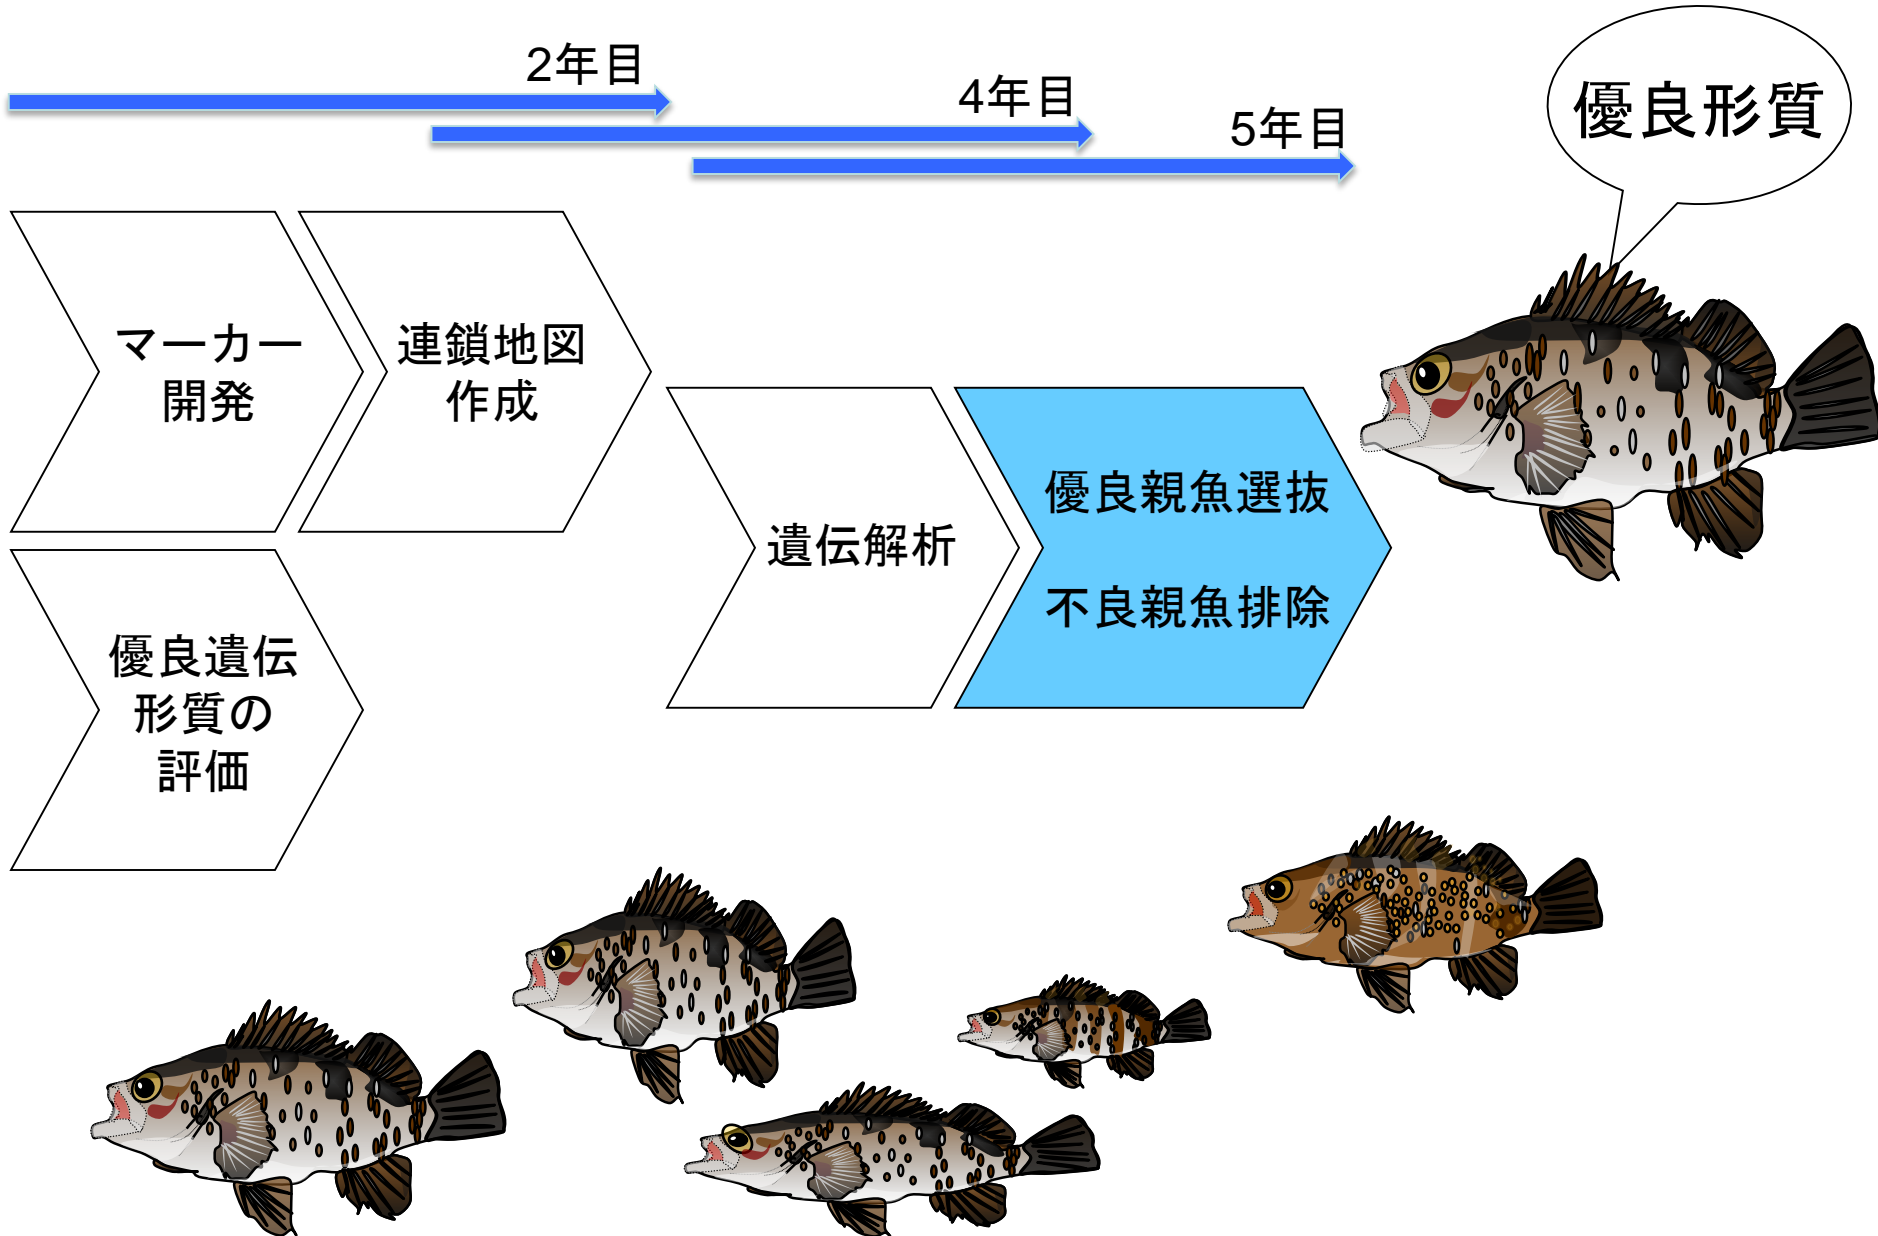 2年目
4年目
5年目
優良形質
マーカー
開発
連鎖地図
作成
遺伝解析
優良親魚選抜
不良親魚排除
優良遺伝
形質の
評価